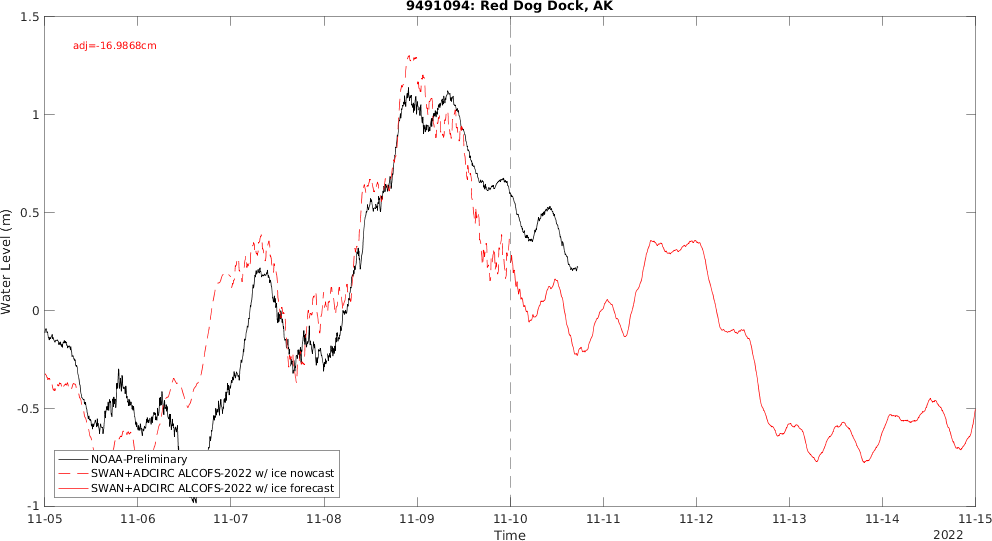 9491094: Red Dog Dock, AK
adj=-16.9868cm
1.5
1
0.5
0
-0.5
-1
Water Level (m)
NOAA-Preliminary
SWAN+ADCIRC ALCOFS-2022 w/ ice nowcast
SWAN+ADCIRC ALCOFS-2022 w/ ice forecast
11-05 11-06 11-07 11-08 11-09 11-10 11-11 11-12 11-13 11-14 11-15
Time
2022